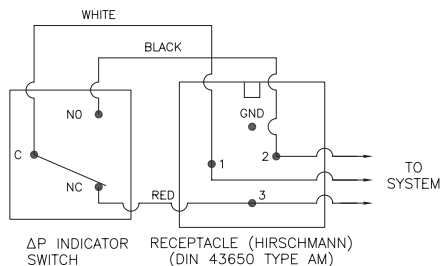 WHITE
BLACK
NO
GND
C
1
2
TO
SYSTEM
NC
RED
3
ΔP INDICATOR
SWITCH
RECEPTACLE (HIRSCHMANN)
(DIN 43650 TYPE AM)